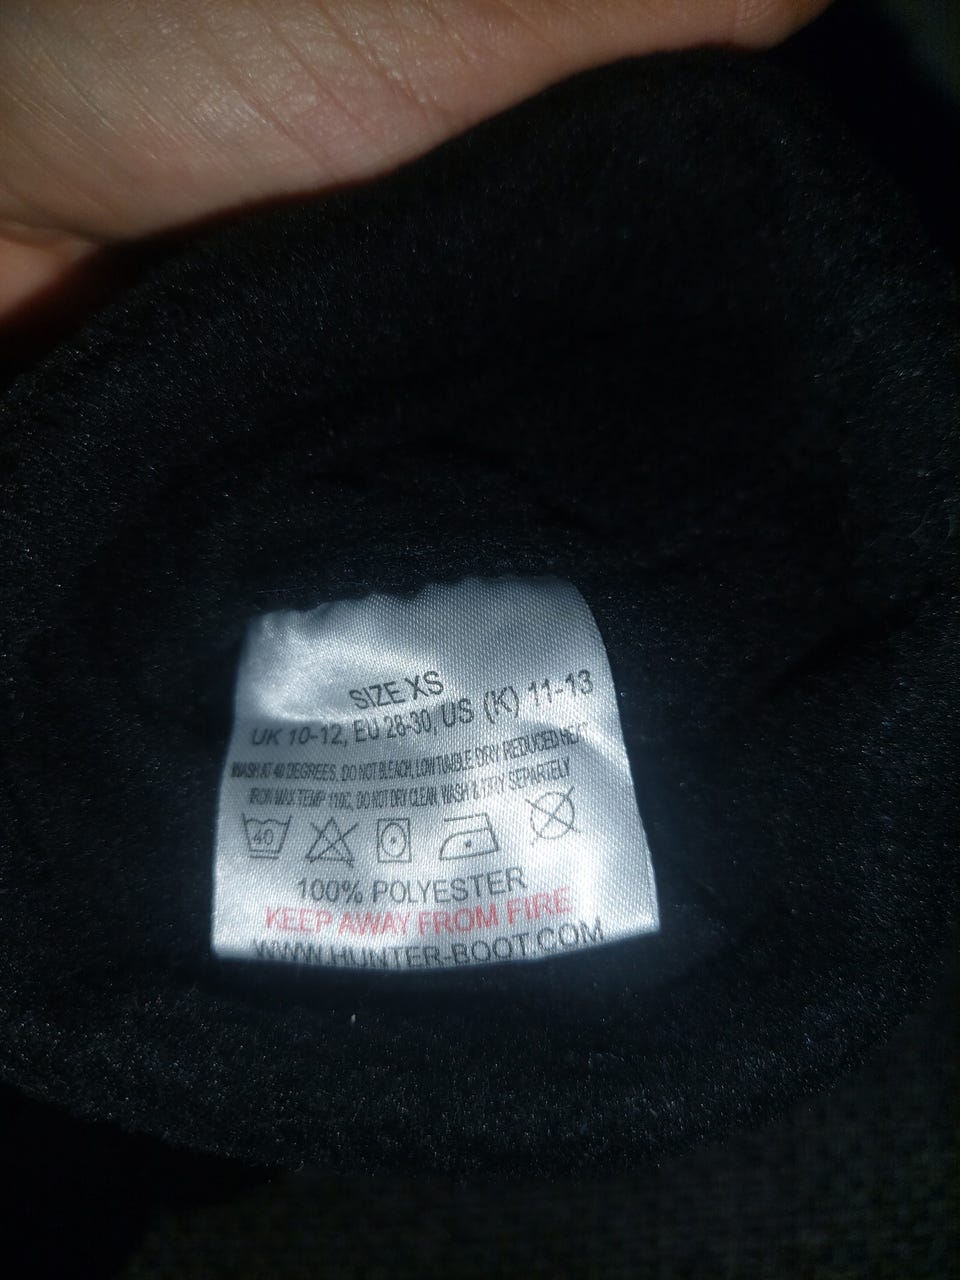 SIZE XS
UK 10-12, EU 28-30, US (K) 11-13
WASH AT 40 DEGREES, DO NOT BLEACH, LOW TUMBLE DRY REDUCED HEAT
IRON MAX TEMP 110C, DO NOT DRY CLEAN WASH & DRY SEPARTELY
40
100% POLYESTER
KEEP AWAY FROM FIRE
WWW.HUNTER-BOOT.COM